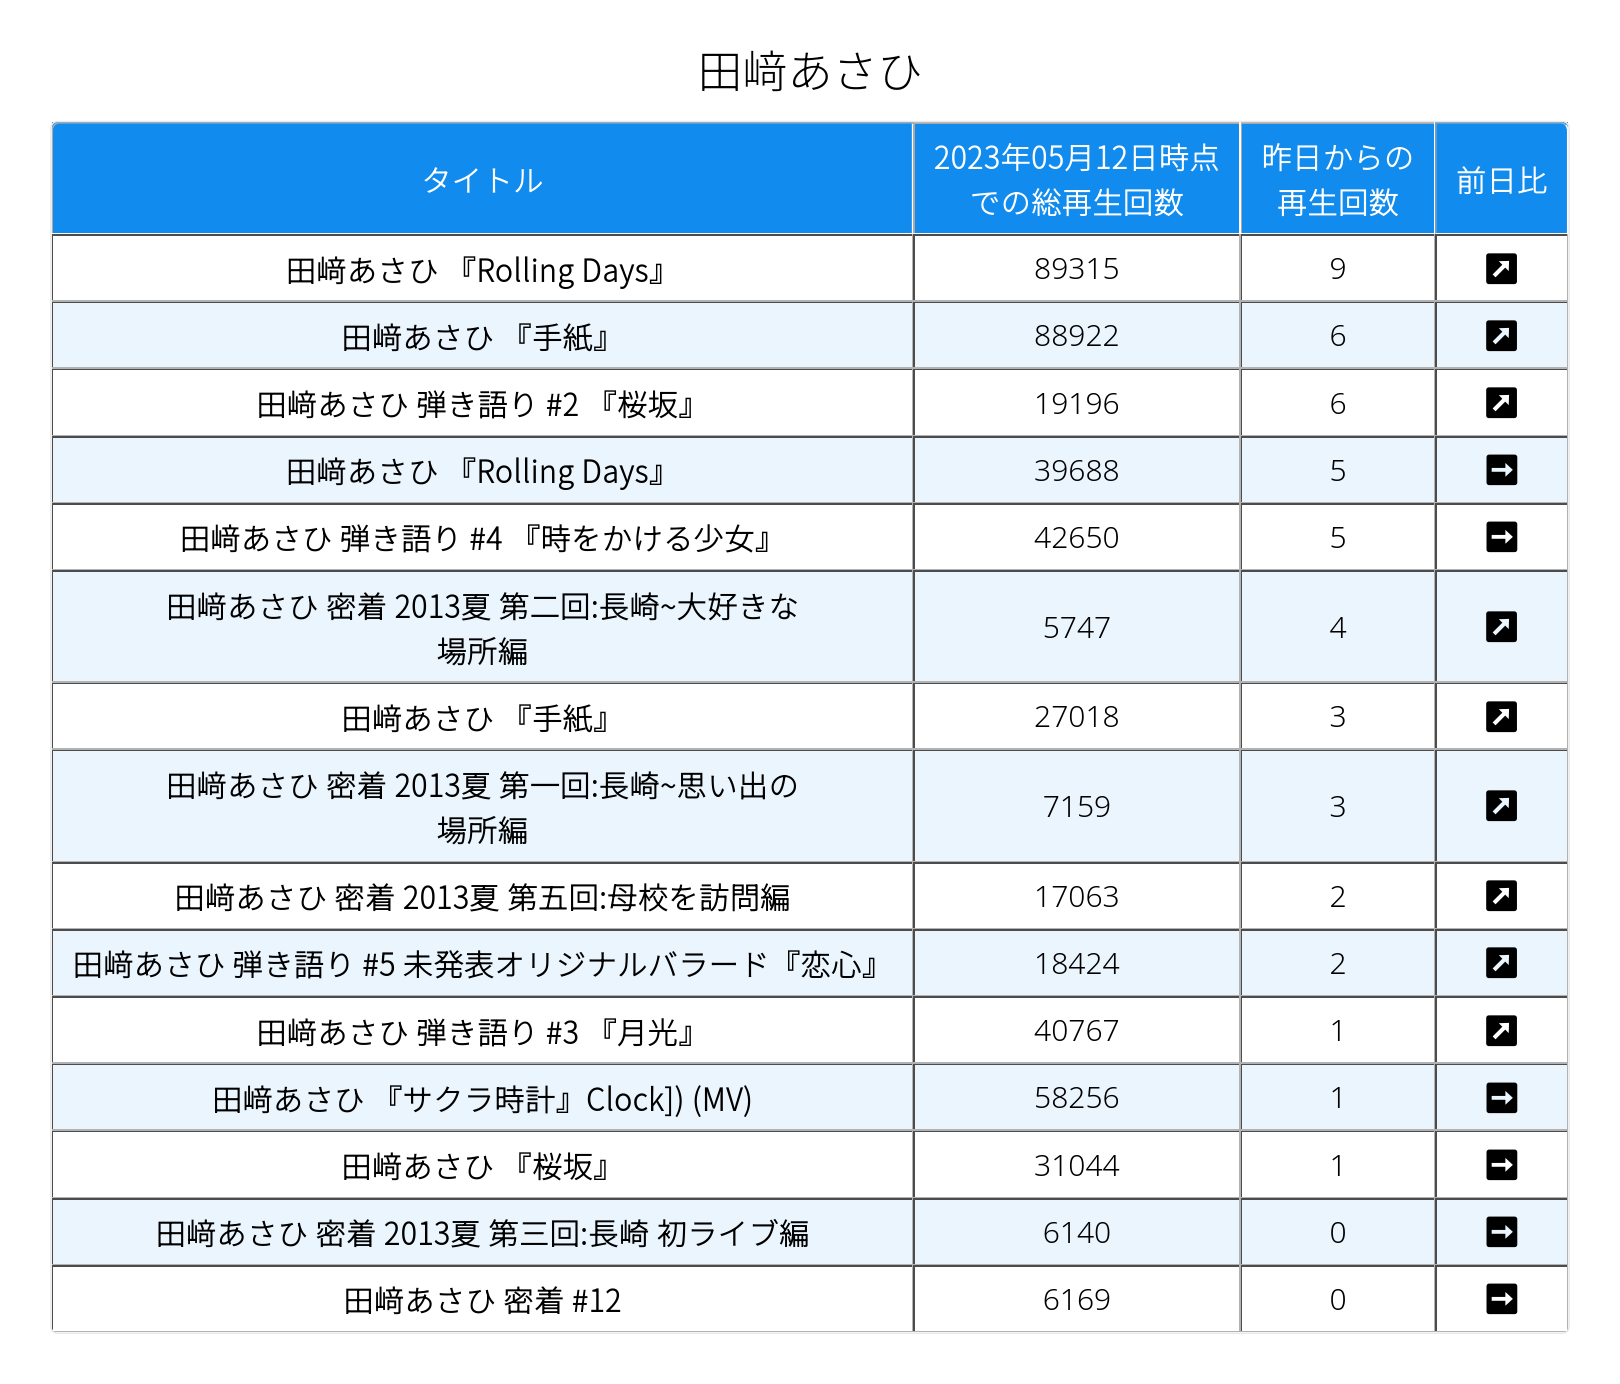 田﨑あさひ
タイトル 2023年05月12日時点での総再生回数 昨日からの再生回数 前日比
田﨑あさひ 『Rolling Days』 89315 9
田﨑あさひ 『手紙』 88922 6
田﨑あさひ 弾き語り #2 『桜坂』 19196 6
田﨑あさひ 『Rolling Days』 39688 5
田﨑あさひ 弾き語り #4 『時をかける少女』 42650 5
田﨑あさひ 密着 2013夏 第二回:長崎~大好きな場所編 5747 4
田﨑あさひ 『手紙』 27018 3
田﨑あさひ 密着 2013夏 第一回:長崎~思い出の場所編 7159 3
田﨑あさひ 密着 2013夏 第五回:母校を訪問編 17063 2
田﨑あさひ 弾き語り #5 未発表オリジナルバラード『恋心』 18424 2
田﨑あさひ 弾き語り #3 『月光』 40767 1
田﨑あさひ 『サクラ時計』Clock]) (MV) 58256 1
田﨑あさひ 『桜坂』 31044 1
田﨑あさひ 密着 2013夏 第三回:長崎 初ライブ編 6140 0
田﨑あさひ 密着 #12 6169 0